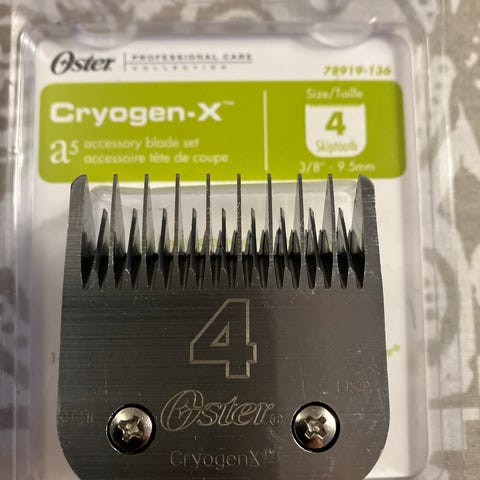 Oster PROFESSIONAL CARE
COLLECTION
78919-136
Cryogen-X™
a5 accessory blade set
accessoire tête de coupe
Size/Taille
4
Skiptooth
3/8" - 9.5mm
4
USA
Oster®
CryogenX™